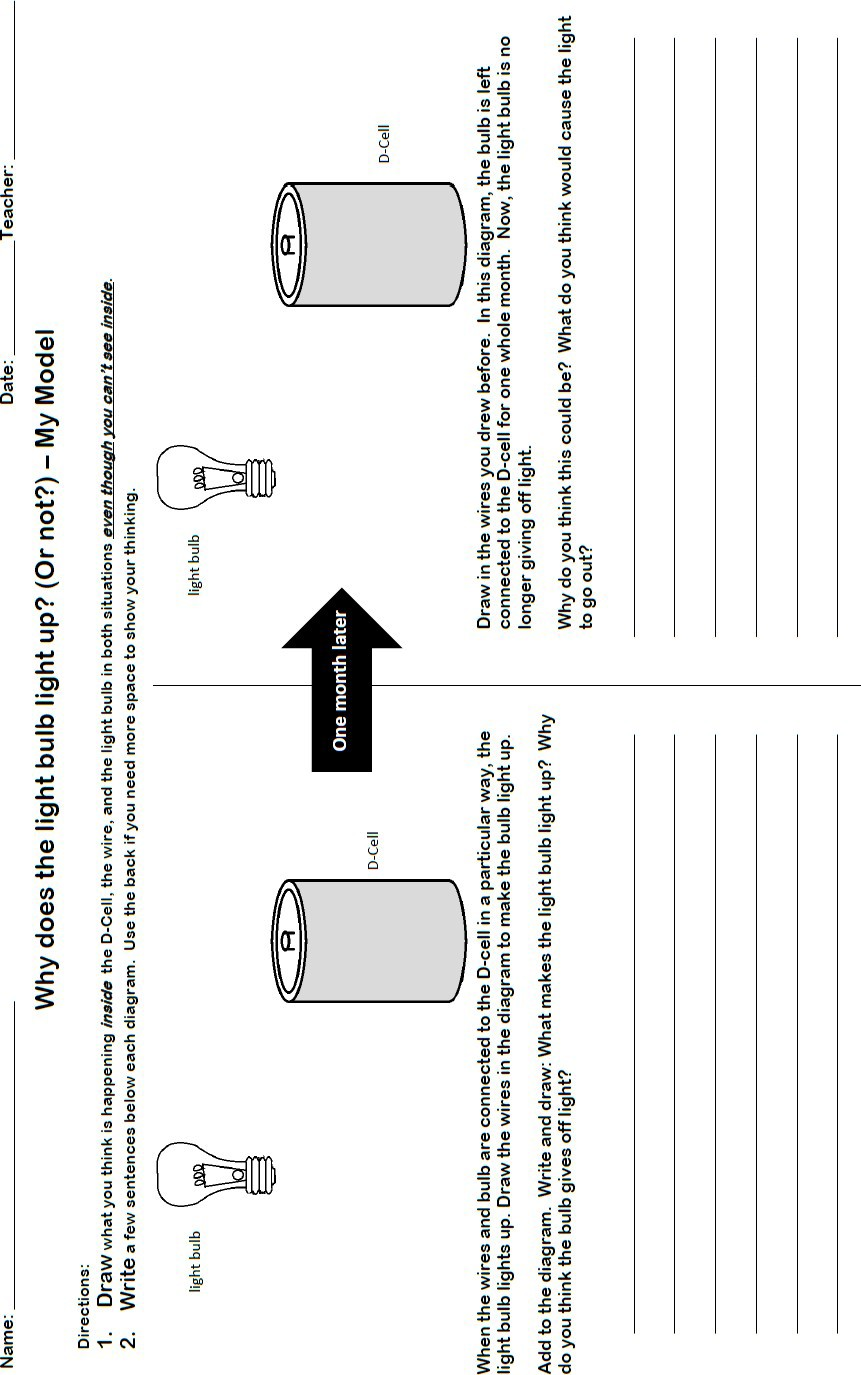 Name: Date: Teacher:
Why does the light bulb light up? (Or not?) – My Model
Directions:
1. Draw what you think is happening inside the D-Cell, the wire, and the light bulb in both situations even though you can't see inside.
2. Write a few sentences below each diagram. Use the back if you need more space to show your thinking.
light bulb
D-Cell
When the wires and bulb are connected to the D-cell in a particular way, the
light bulb lights up. Draw the wires in the diagram to make the bulb light up.
Add to the diagram. Write and draw: What makes the light bulb light up? Why
do you think the bulb gives off light?
One month later
light bulb
D-Cell
Draw in the wires you drew before. In this diagram, the bulb is left
connected to the D-cell for one whole month. Now, the light bulb is no
longer giving off light.
Why do you think this could be? What do you think would cause the light
to go out?